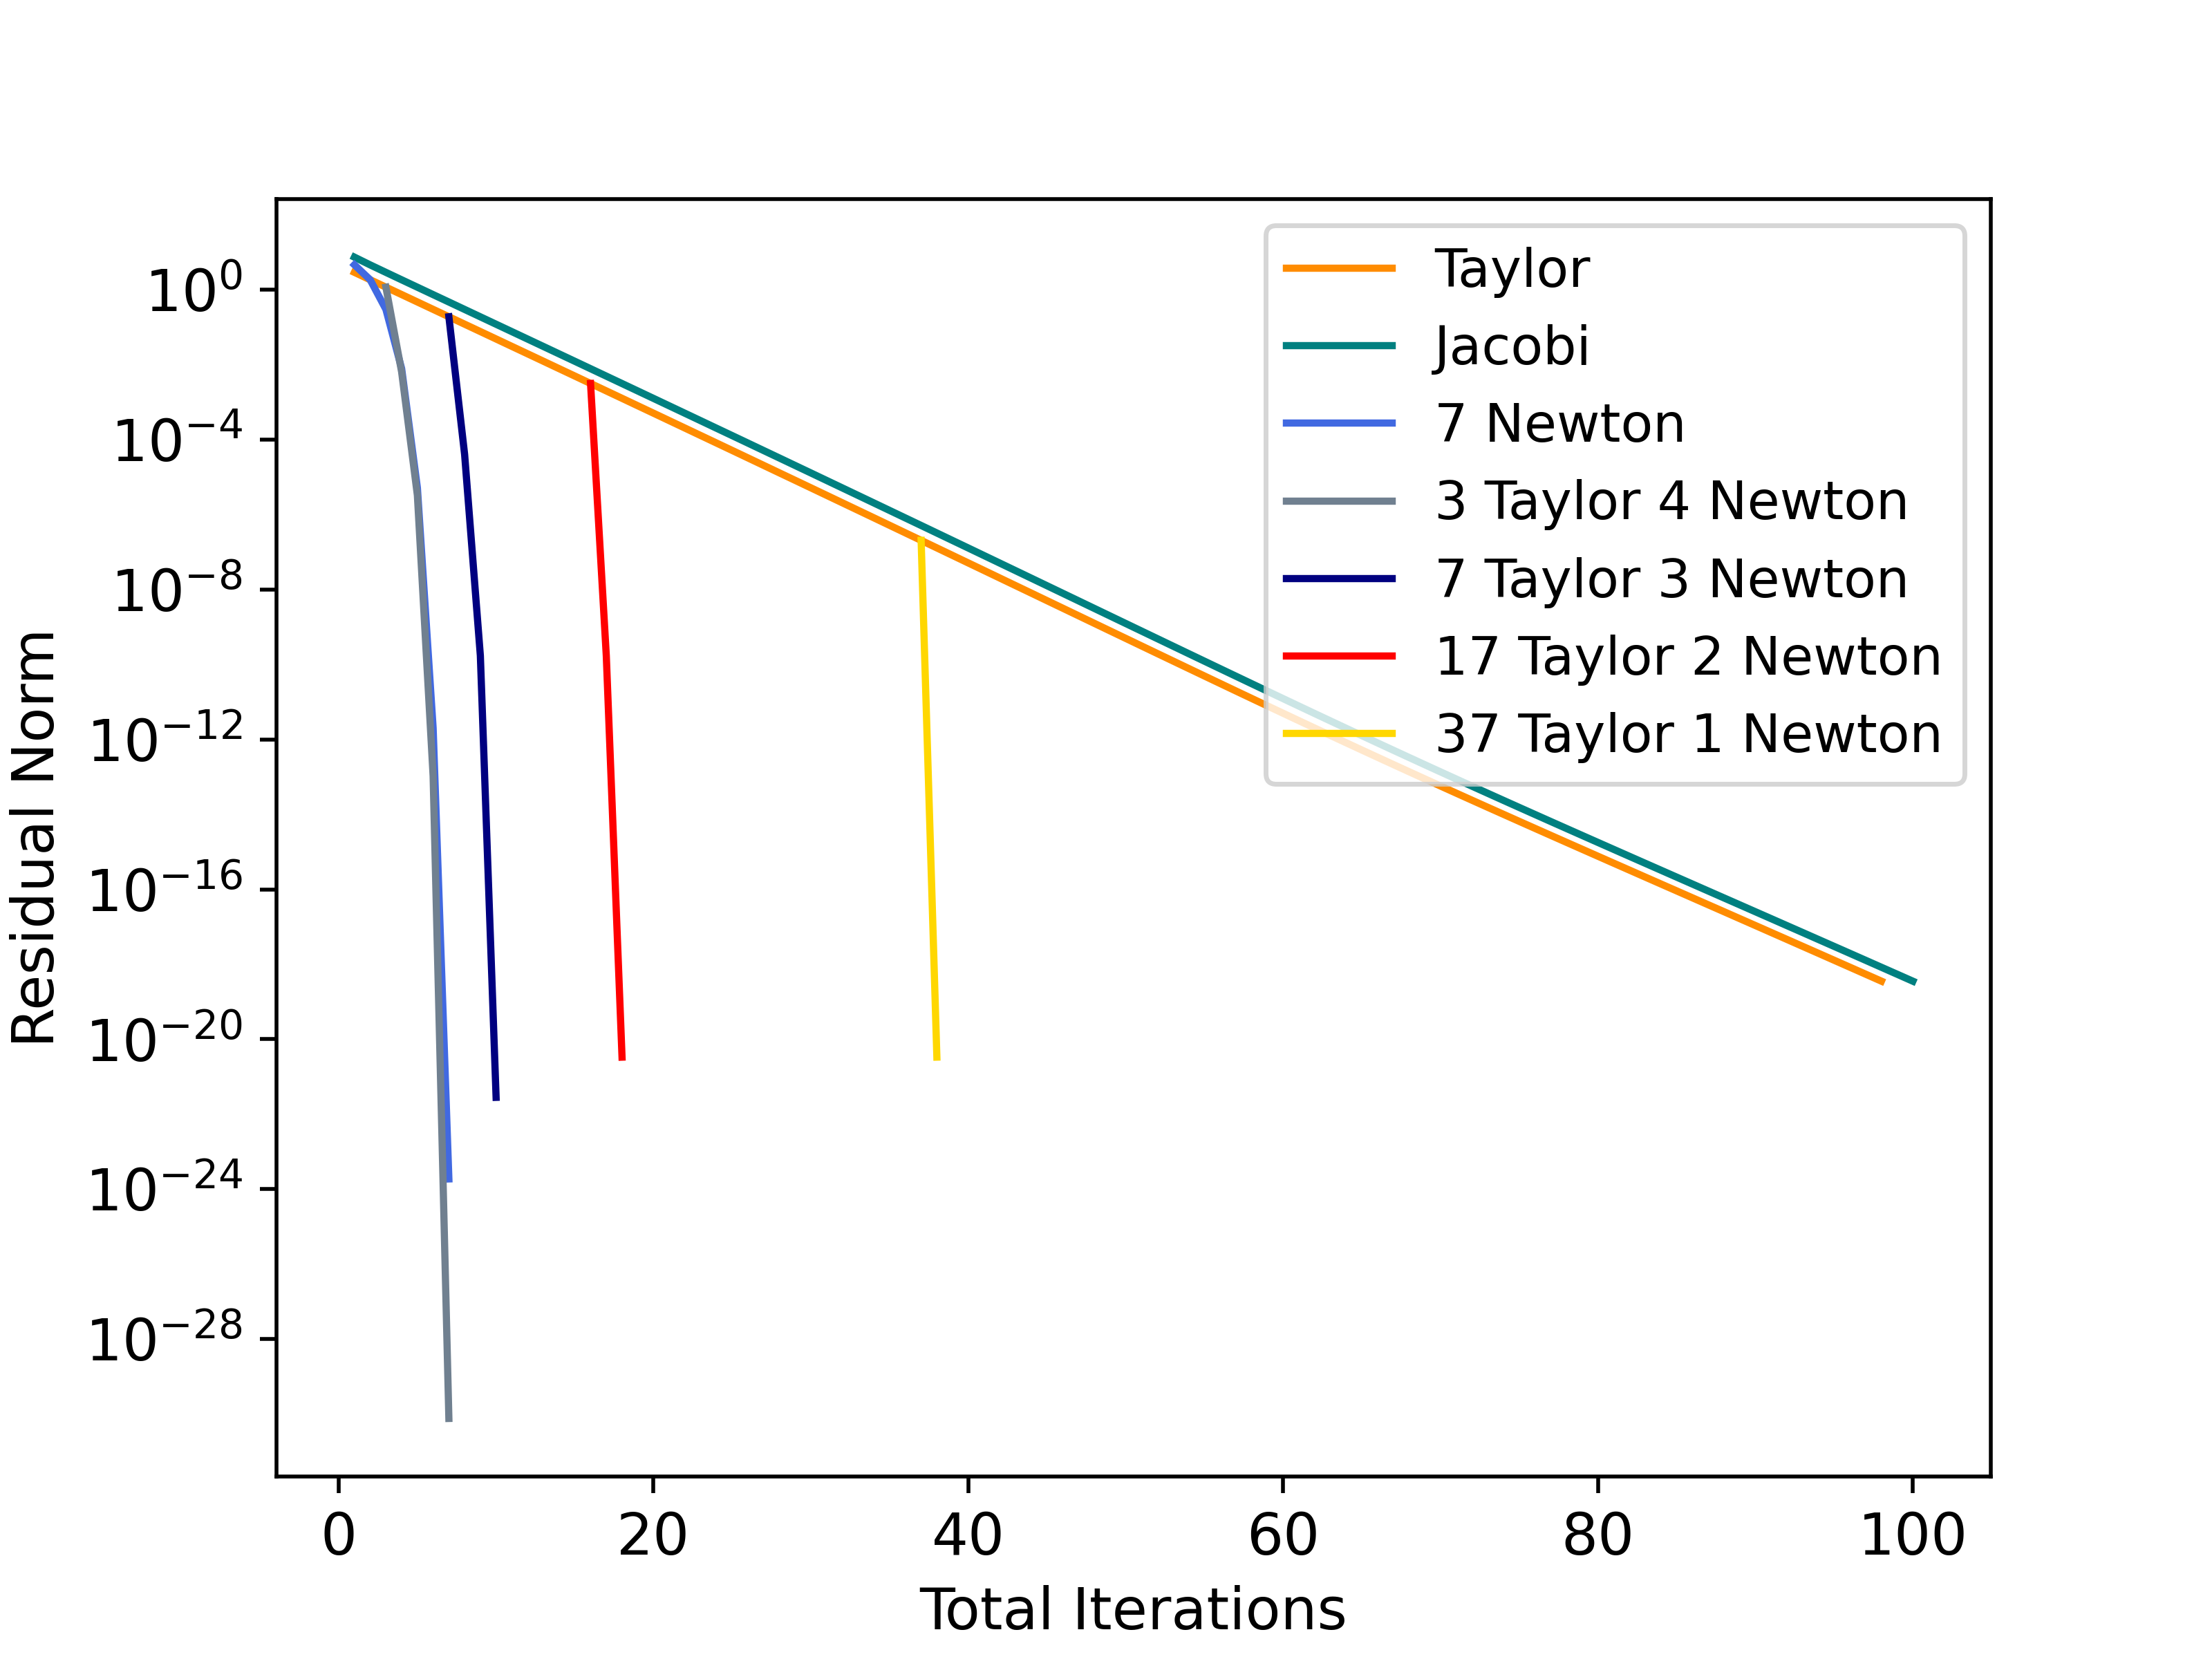 Taylor
Jacobi
7 Newton
3 Taylor 4 Newton
7 Taylor 3 Newton
17 Taylor 2 Newton
37 Taylor 1 Newton
10⁰
10⁻⁴
10⁻⁸
10⁻¹²
10⁻¹⁶
10⁻²⁰
10⁻²⁴
10⁻²⁸
Residual Norm
0 20 40 60 80 100
Total Iterations